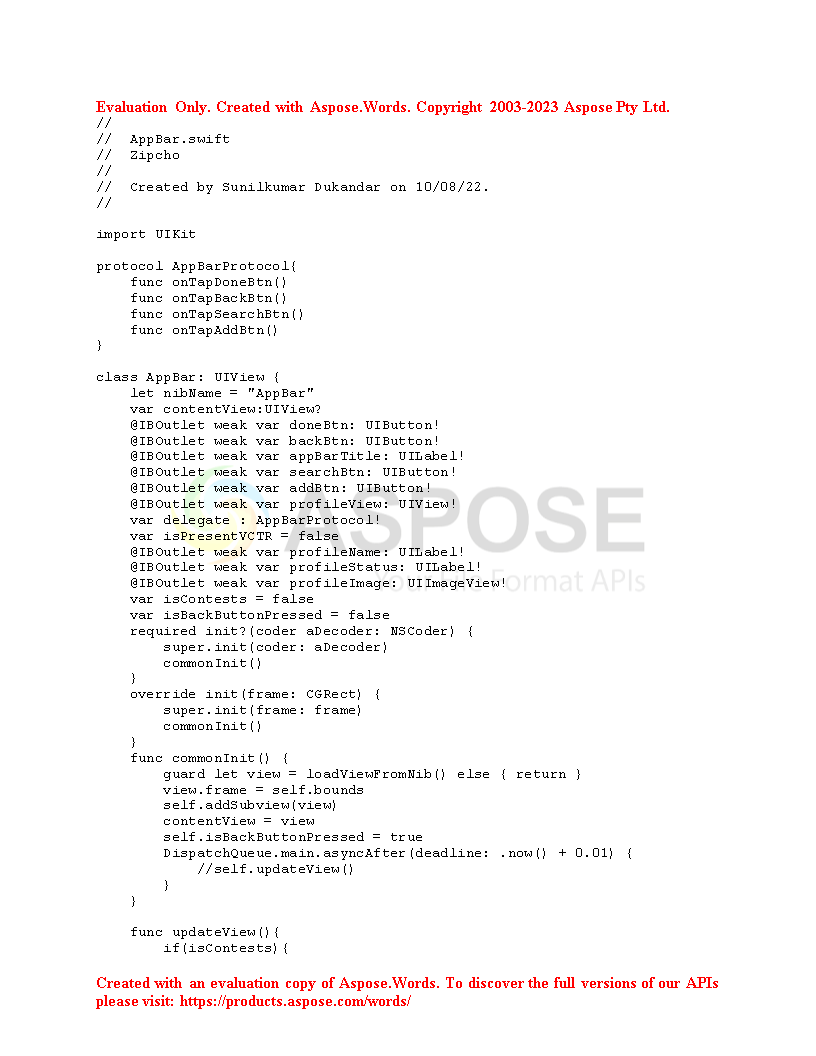 Evaluation Only. Created with Aspose.Words. Copyright 2003-2023 Aspose Pty Ltd.
//
//  AppBar.swift
//  Zipcho
//
//  Created by Sunilkumar Dukandar on 10/08/22.
//

import UIKit

protocol AppBarProtocol{
    func onTapDoneBtn()
    func onTapBackBtn()
    func onTapSearchBtn()
    func onTapAddBtn()
}

class AppBar: UIView {
    let nibName = "AppBar"
    var contentView:UIView?
    @IBOutlet weak var doneBtn: UIButton!
    @IBOutlet weak var backBtn: UIButton!
    @IBOutlet weak var appBarTitle: UILabel!
    @IBOutlet weak var searchBtn: UIButton!
    @IBOutlet weak var addBtn: UIButton!
    @IBOutlet weak var profileView: UIView!
    var delegate : AppBarProtocol!
    var isPresentVCTR = false
    @IBOutlet weak var profileName: UILabel!
    @IBOutlet weak var profileStatus: UILabel!
    @IBOutlet weak var profileImage: UIImageView!
    var isContests = false
    var isBackButtonPressed = false
    required init?(coder aDecoder: NSCoder) {
        super.init(coder: aDecoder)
        commonInit()
    }
    override init(frame: CGRect) {
        super.init(frame: frame)
        commonInit()
    }
    func commonInit() {
        guard let view = loadViewFromNib() else { return }
        view.frame = self.bounds
        self.addSubview(view)
        contentView = view
        self.isBackButtonPressed = true
        DispatchQueue.main.asyncAfter(deadline: .now() + 0.01) {
            //self.updateView()
        }
    }

    func updateView(){
        if(isContests){
ASPOSE
Format APIs
Created with an evaluation copy of Aspose.Words. To discover the full versions of our APIs
please visit: https://products.aspose.com/words/